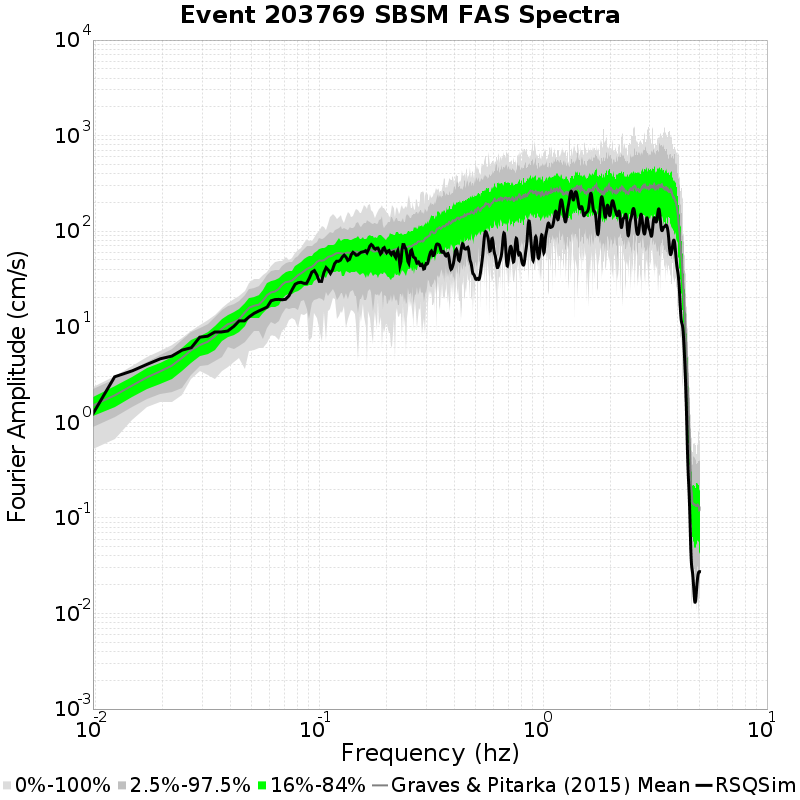 Event 203769 SBSM FAS Spectra
10^4
10^3
10^2
10^1
10^0
10^-1
10^-2
10^-3
Fourier Amplitude (cm/s)
10^-2 10^-1 10^0 10^1
Frequency (hz)
0%-100% 2.5%-97.5% 16%-84% Graves & Pitarka (2015) Mean RSQSim